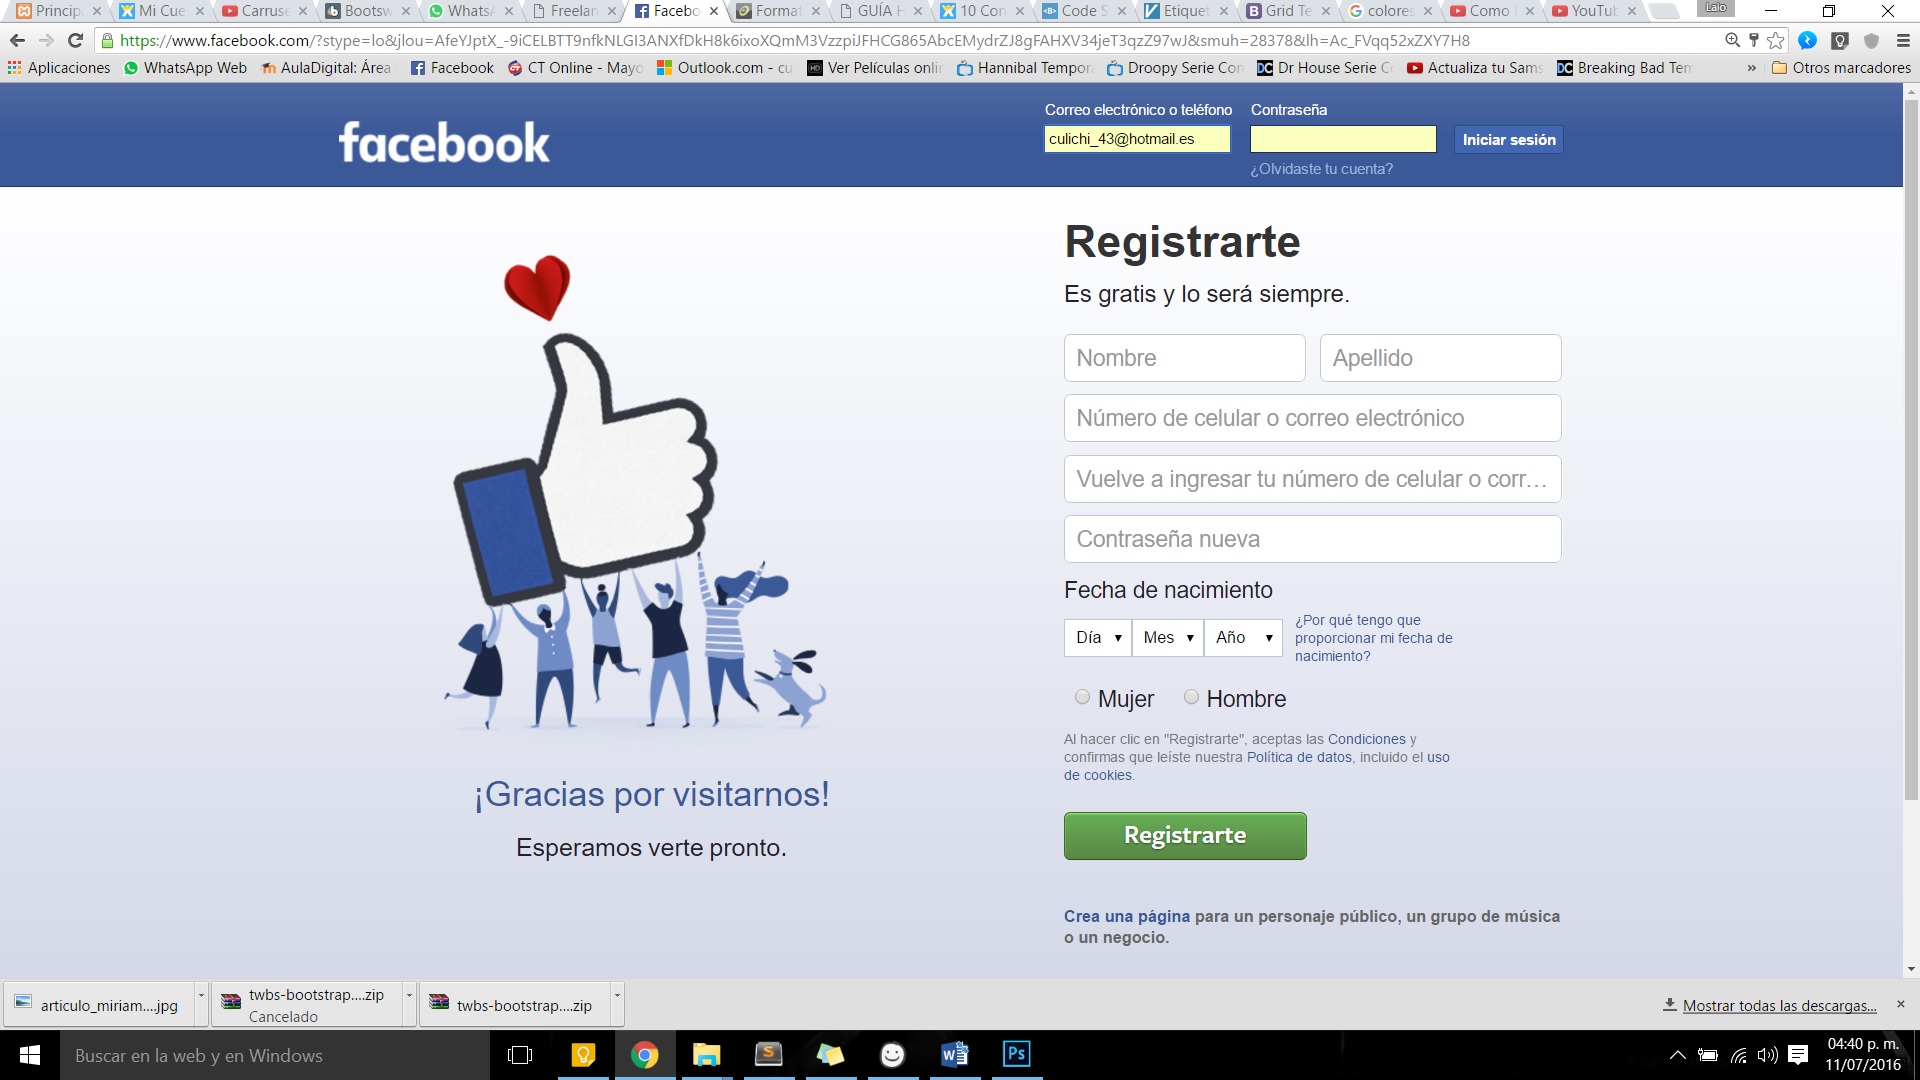 Princip
Mi Cue
Carruse
Bootsw
WhatsA
Freelan
Facebo
Format
GUÍA H
10 Con
Code S
Etiquet
Grid Te
colores
Como
YouTub
Lalo
https://www.facebook.com/?stype=lo&jlou=AfeYJptX_-9iCELBTT9nfkNLGI3ANXfDkH8k6ixoXQmM3VzzpiJFHCG865AbcEMydrZJ8gFAHXV34jeT3qzZ97wJ&smuh=28378&lh=Ac_FVqq52xZXY7H8
Aplicaciones
WhatsApp Web
AulaDigital: Área
Facebook
CT Online - Mayo
Outlook.com - cu
Ver Películas onlin
Hannibal Tempora
Droopy Serie Com
Dr House Serie Co
Actualiza tu Sams
Breaking Bad Tem
»
Otros marcadores
facebook
Correo electrónico o teléfono
Contraseña
culichi_43@hotmail.es
Iniciar sesión
¿Olvidaste tu cuenta?
Registrarte
Es gratis y lo será siempre.
Nombre
Apellido
Número de celular o correo electrónico
Vuelve a ingresar tu número de celular o corr…
Contraseña nueva
Fecha de nacimiento
Día
Mes
Año
¿Por qué tengo que
proporcionar mi fecha de
nacimiento?
Mujer
Hombre
Al hacer clic en "Registrarte", aceptas las Condiciones y
confirmas que leíste nuestra Política de datos, incluido el uso
de cookies.
Registrarte
Crea una página para un personaje público, un grupo de música
o un negocio.
¡Gracias por visitarnos!
Esperamos verte pronto.
articulo_miriam....jpg
twbs-bootstrap....zip
Cancelado
twbs-bootstrap....zip
Mostrar todas las descargas...
Buscar en la web y en Windows
Ps
04:40 p. m.
11/07/2016